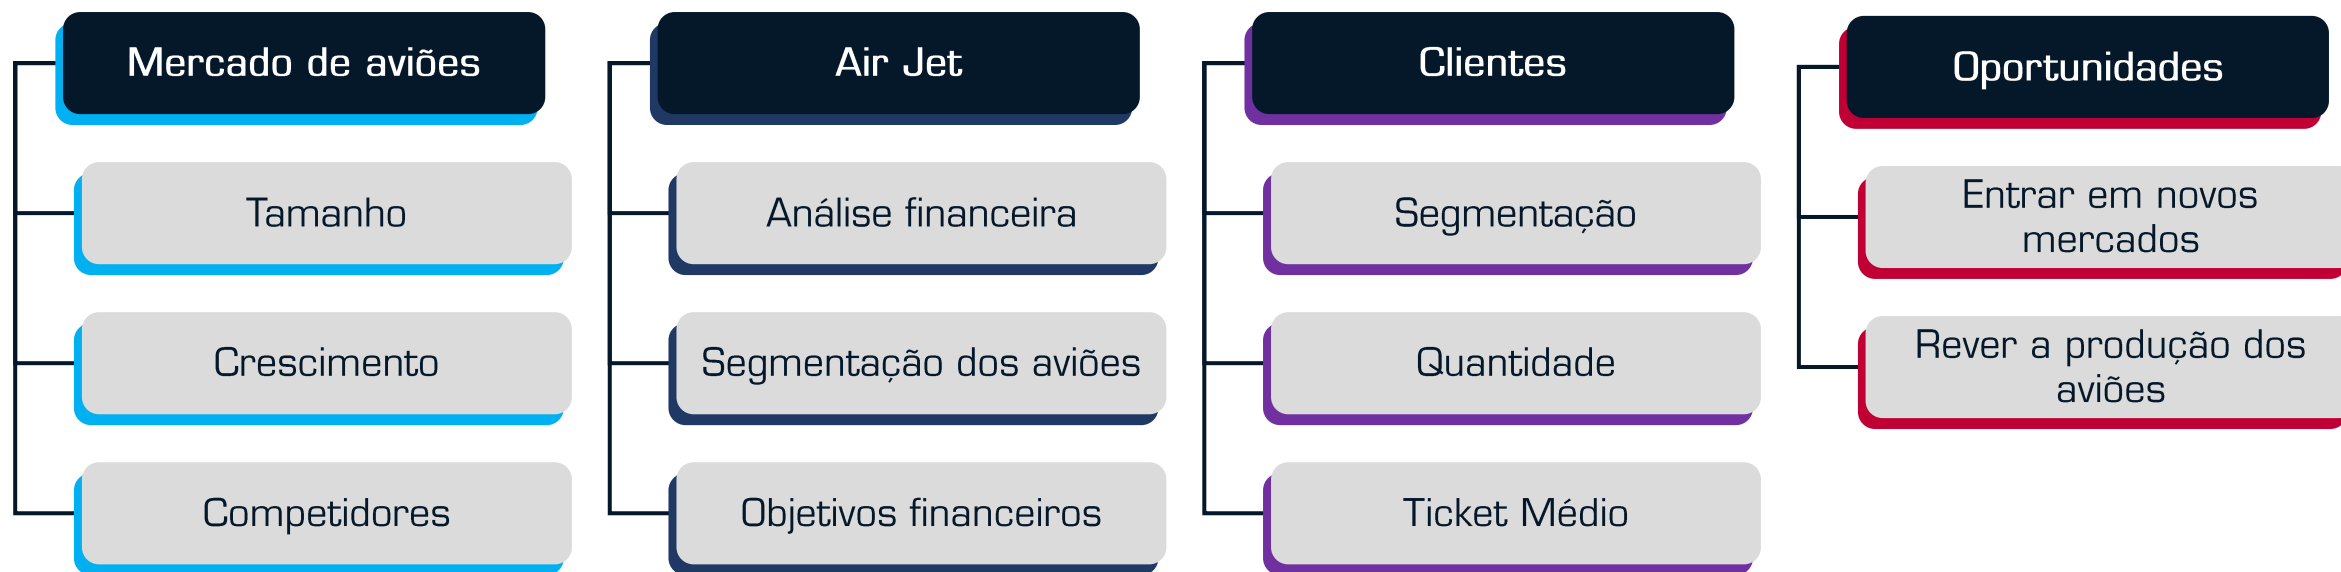 Mercado de aviões
Tamanho
Crescimento
Competidores
Air Jet
Análise financeira
Segmentação dos aviões
Objetivos financeiros
Clientes
Segmentação
Quantidade
Ticket Médio
Oportunidades
Entrar em novos
mercados
Rever a produção dos
aviões